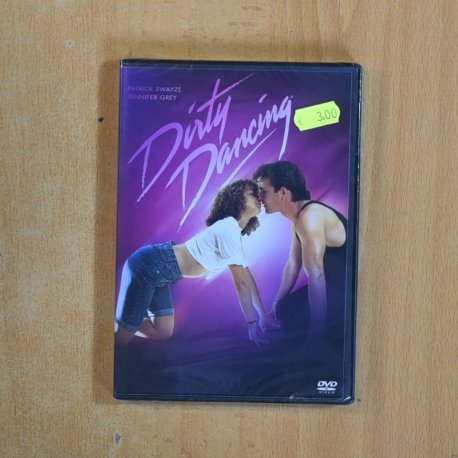 PATRICK SWAYZE
JENNIFER GREY
Dirty
Dancing
€ 3.00
DVD
VIDEO